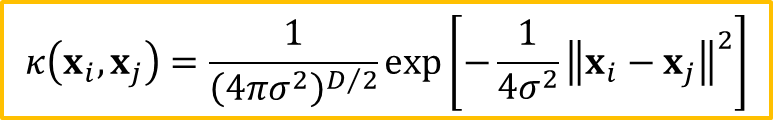 κ(𝐱ᵢ,𝐱ⱼ) = 1/(4πσ²)^{D/2} exp[−1/(4σ²) ‖𝐱ᵢ − 𝐱ⱼ‖²]